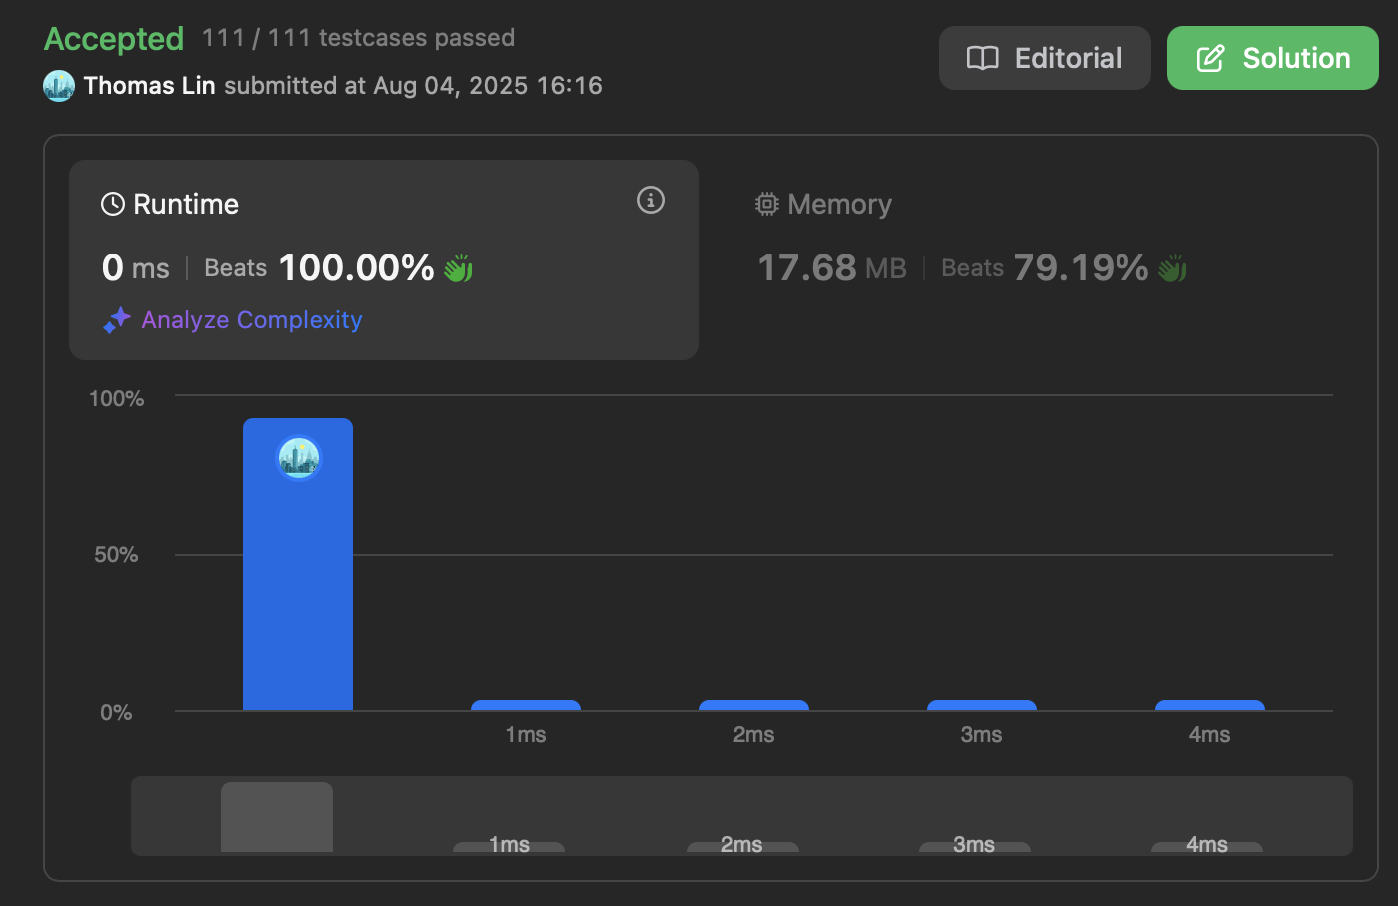 Accepted 111 / 111 testcases passed
Thomas Lin submitted at Aug 04, 2025 16:16
Editorial
Solution
Runtime
0 ms | Beats 100.00%
Analyze Complexity
Memory
17.68 MB | Beats 79.19%
100%
50%
0%
1ms 2ms 3ms 4ms
1ms 2ms 3ms 4ms